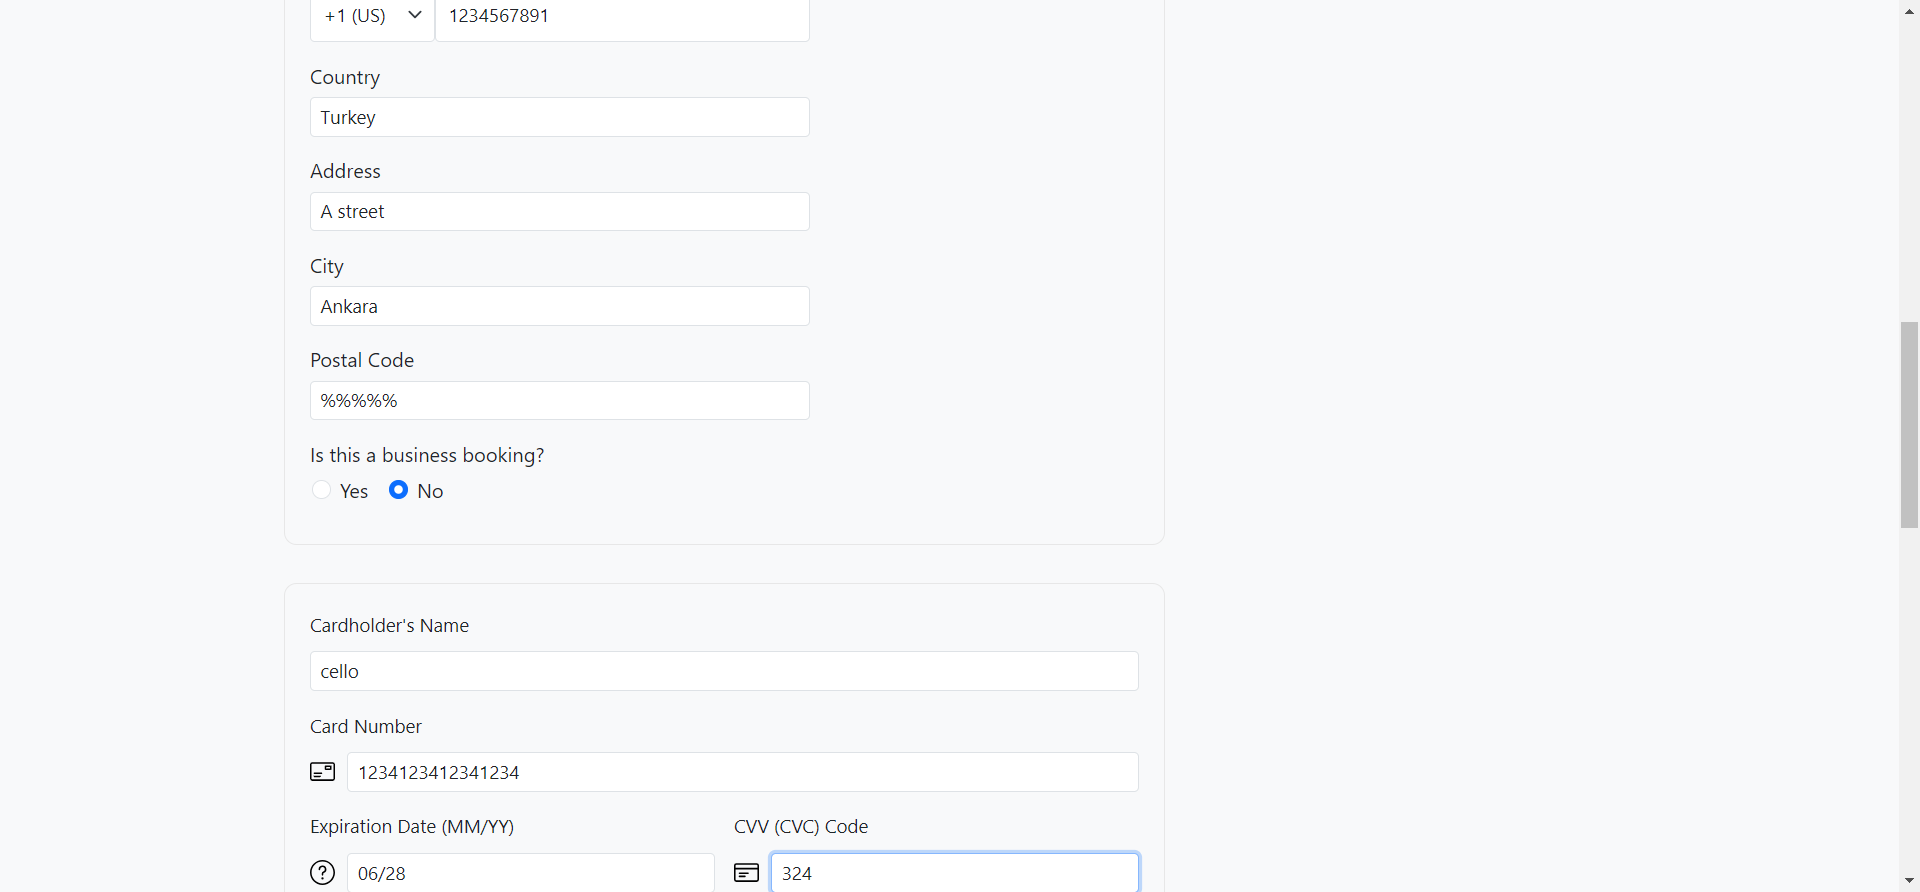 +1 (US) 1234567891
Country
Turkey
Address
A street
City
Ankara
Postal Code
%%%%%
Is this a business booking?
Yes No
Cardholder's Name
cello
Card Number
1234123412341234
Expiration Date (MM/YY) CVV (CVC) Code
06/28 324